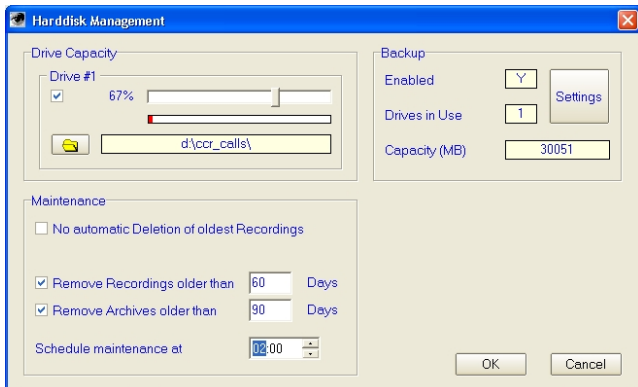 Harddisk Management
Drive Capacity
Drive #1
67%
d:\ccr_calls\
Backup
Enabled Y
Settings
Drives in Use 1
Capacity (MB) 30051
Maintenance
No automatic Deletion of oldest Recordings
Remove Recordings older than 60 Days
Remove Archives older than 90 Days
Schedule maintenance at 02:00
OK Cancel